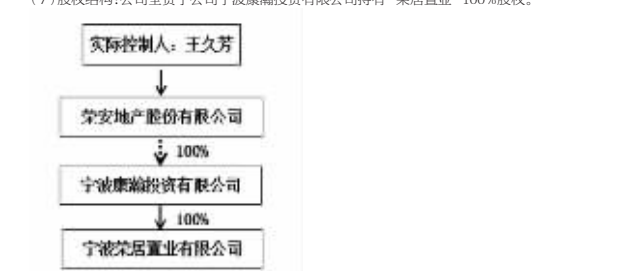 (7)股权结构:公司全资子公司宁波康瀚投资有限公司持有"荣居置业"100%股权。
实际控制人：王久芳
荣安地产股份有限公司
100%
宁波康瀚投资有限公司
100%
宁波荣居置业有限公司